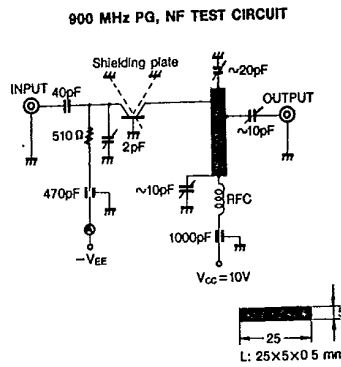 900 MHz PG, NF TEST CIRCUIT
Shielding plate
~20pF
INPUT
40pF
OUTPUT
510Ω
2pF
~10pF
470pF
~10pF
RFC
1000pF
-VEE
VCC=10V
25
L: 25×5×0 5 mm